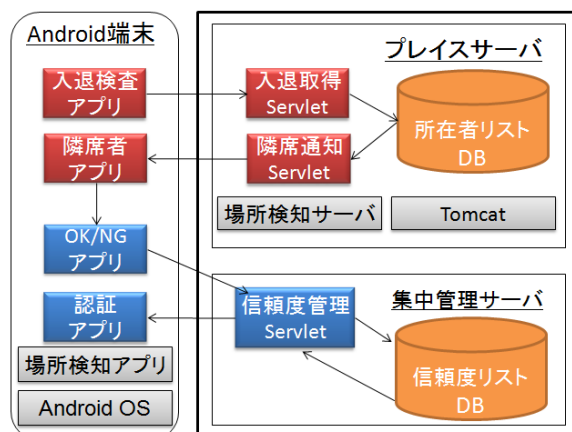 Android端末
入退検査
アプリ
隣席者
アプリ
OK/NG
アプリ
認証
アプリ
場所検知アプリ
Android OS
プレイスサーバ
入退取得
Servlet
隣席通知
Servlet
所在者リスト
DB
場所検知サーバ
Tomcat
集中管理サーバ
信頼度管理
Servlet
信頼度リスト
DB